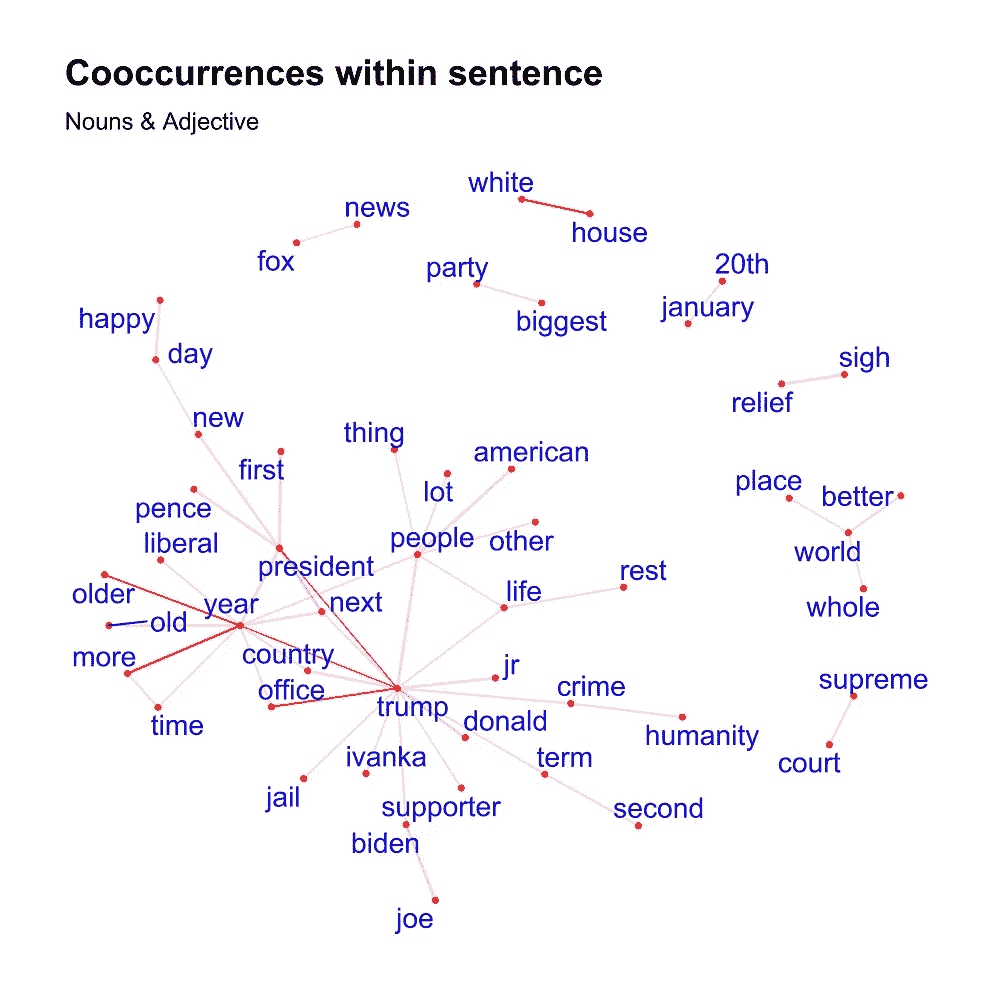 Cooccurrences within sentence
Nouns & Adjective
white
news
house
fox
party
20th
january
happy
biggest
day
sigh
relief
new
thing
american
first
place
lot
better
pence
people
other
liberal
world
president
rest
older
year
next
life
whole
old
country
more
jr
supreme
office
crime
trump
time
donald
humanity
ivanka
term
court
jail
supporter
second
biden
joe